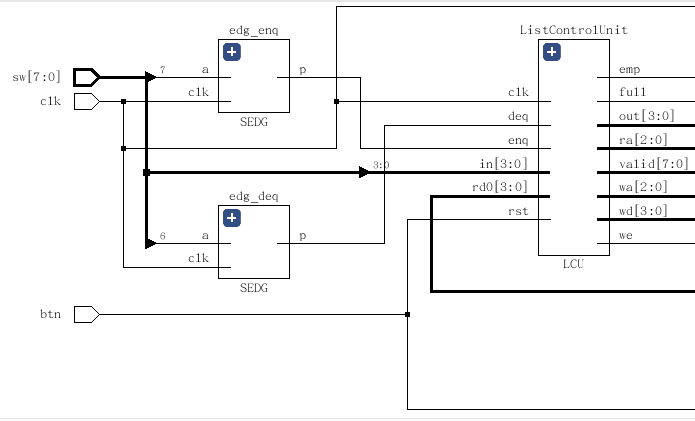 edg_enq
ListControlUnit
sw[7:0]
7
a
p
emp
clk
clk
clk
full
SEDG
deq
out[3:0]
enq
ra[2:0]
3:0
in[3:0]
valid[7:0]
edg_deq
rd0[3:0]
wa[2:0]
rst
wd[3:0]
6
a
p
we
clk
LCU
SEDG
btn